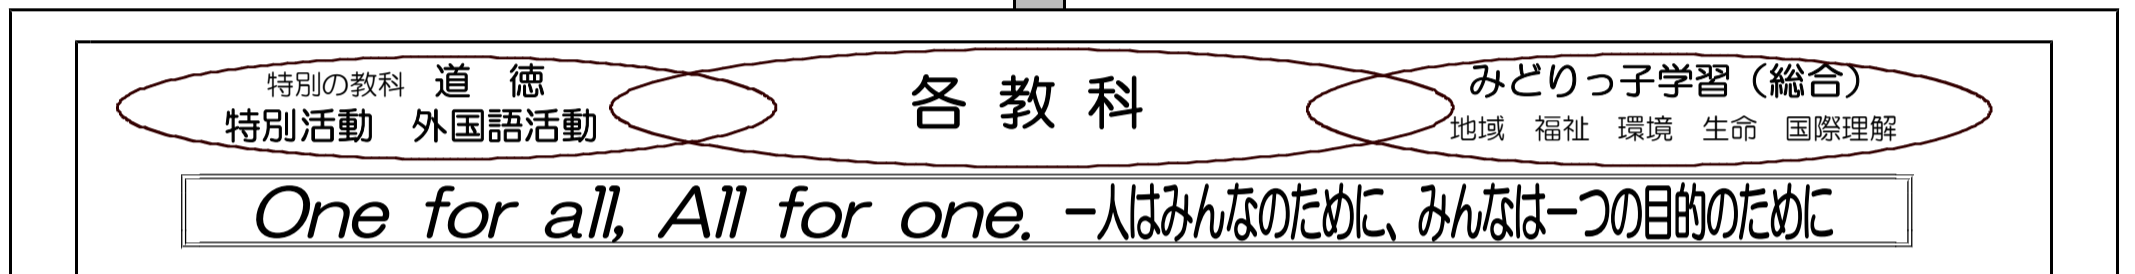 特別の教科　道　徳
特別活動　外国語活動
各 教 科
みどりっ子学習（総合）
地域　福祉　環境　生命　国際理解
One for all, All for one. 一人はみんなのために、みんなは一つの目的のために